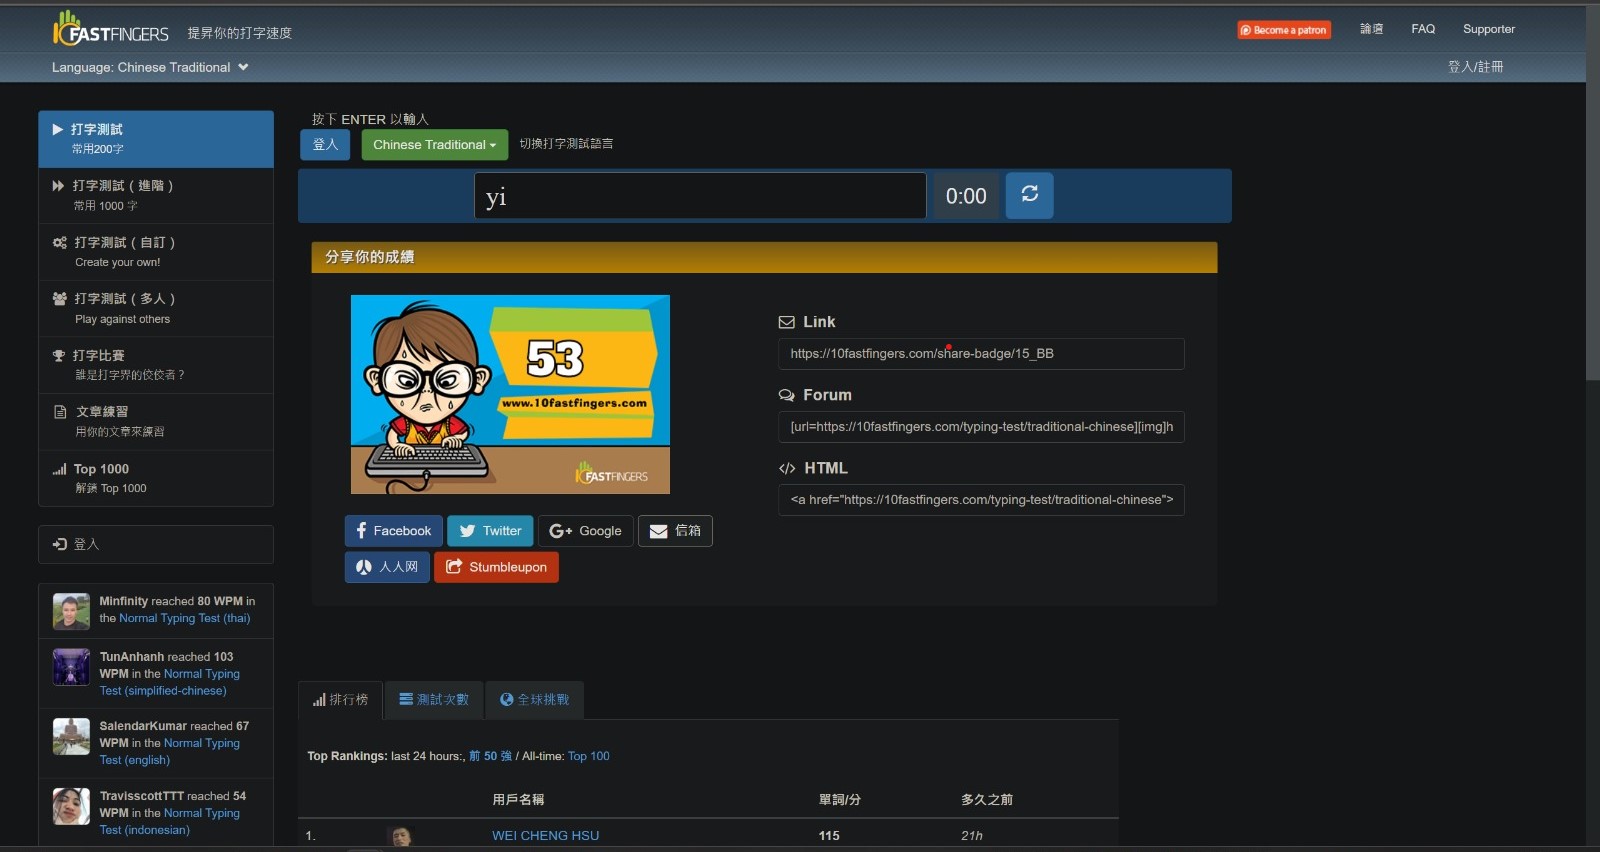 10FASTFINGERS 提昇你的打字速度
Become a patron 論壇 FAQ Supporter
Language: Chinese Traditional
登入/註冊
打字測試
常用200字
打字測試 ( 進階 )
常用 1000 字
打字測試 ( 自訂 )
Create your own!
打字測試 ( 多人 )
Play against others
打字比賽
誰是打字界的佼佼者？
文章練習
用你的文章來練習
Top 1000
解鎖 Top 1000
登入
Minfinity reached 80 WPM in
the Normal Typing Test (thai)
TunAnhanh reached 103
WPM in the Normal Typing
Test (simplified-chinese)
SalendarKumar reached 67
WPM in the Normal Typing
Test (english)
TravisscottTTT reached 54
WPM in the Normal Typing
Test (indonesian)
按下 ENTER 以輸入
登入 Chinese Traditional 切換打字測試語言
yi 0:00
分享你的成績
53
www.10fastfingers.com
10FASTFINGERS
Facebook Twitter Google 信箱
人人网 Stumbleupon
Link
https://10fastfingers.com/share-badge/15_BB
Forum
[url=https://10fastfingers.com/typing-test/traditional-chinese][img]h
HTML
<a href="https://10fastfingers.com/typing-test/traditional-chinese">
排行榜 測試次數 全球挑戰
Top Rankings: last 24 hours:, 前 50 強 / All-time: Top 100
用戶名稱 單詞/分 多久之前
1. WEI CHENG HSU 115 21h